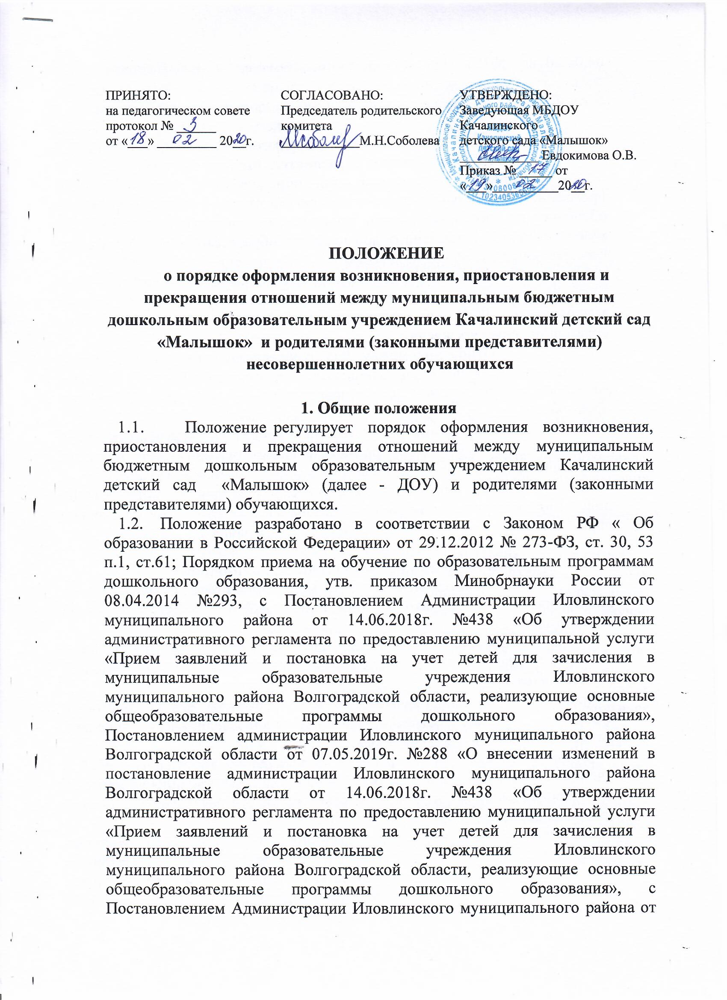 ПРИНЯТО:
на педагогическом совете
протокол № 3
от «18» 02 2020г.
СОГЛАСОВАНО:
Председатель родительского
комитета
М.Н.Соболева
УТВЕРЖДЕНО:
Заведующая МБДОУ
Качалинского
детского сада «Малышок»
Евдокимова О.В.
Приказ № 17 от
«19» 02 2020г.
ПОЛОЖЕНИЕ
о порядке оформления возникновения, приостановления и
прекращения отношений между муниципальным бюджетным
дошкольным образовательным учреждением Качалинский детский сад
«Малышок» и родителями (законными представителями)
несовершеннолетних обучающихся
1. Общие положения
1.1. Положение регулирует порядок оформления возникновения,
приостановления и прекращения отношений между муниципальным
бюджетным дошкольным образовательным учреждением Качалинский
детский сад «Малышок» (далее - ДОУ) и родителями (законными
представителями) обучающихся.
1.2. Положение разработано в соответствии с Законом РФ « Об
образовании в Российской Федерации» от 29.12.2012 № 273-ФЗ, ст. 30, 53
п.1, ст.61; Порядком приема на обучение по образовательным программам
дошкольного образования, утв. приказом Минобрнауки России от
08.04.2014 №293, с Постановлением Администрации Иловлинского
муниципального района от 14.06.2018г. №438 «Об утверждении
административного регламента по предоставлению муниципальной услуги
«Прием заявлений и постановка на учет детей для зачисления в
муниципальные образовательные учреждения Иловлинского
муниципального района Волгоградской области, реализующие основные
общеобразовательные программы дошкольного образования»,
Постановлением администрации Иловлинского муниципального района
Волгоградской области от 07.05.2019г. №288 «О внесении изменений в
постановление администрации Иловлинского муниципального района
Волгоградской области от 14.06.2018г. №438 «Об утверждении
административного регламента по предоставлению муниципальной услуги
«Прием заявлений и постановка на учет детей для зачисления в
муниципальные образовательные учреждения Иловлинского
муниципального района Волгоградской области, реализующие основные
общеобразовательные программы дошкольного образования», с
Постановлением Администрации Иловлинского муниципального района от